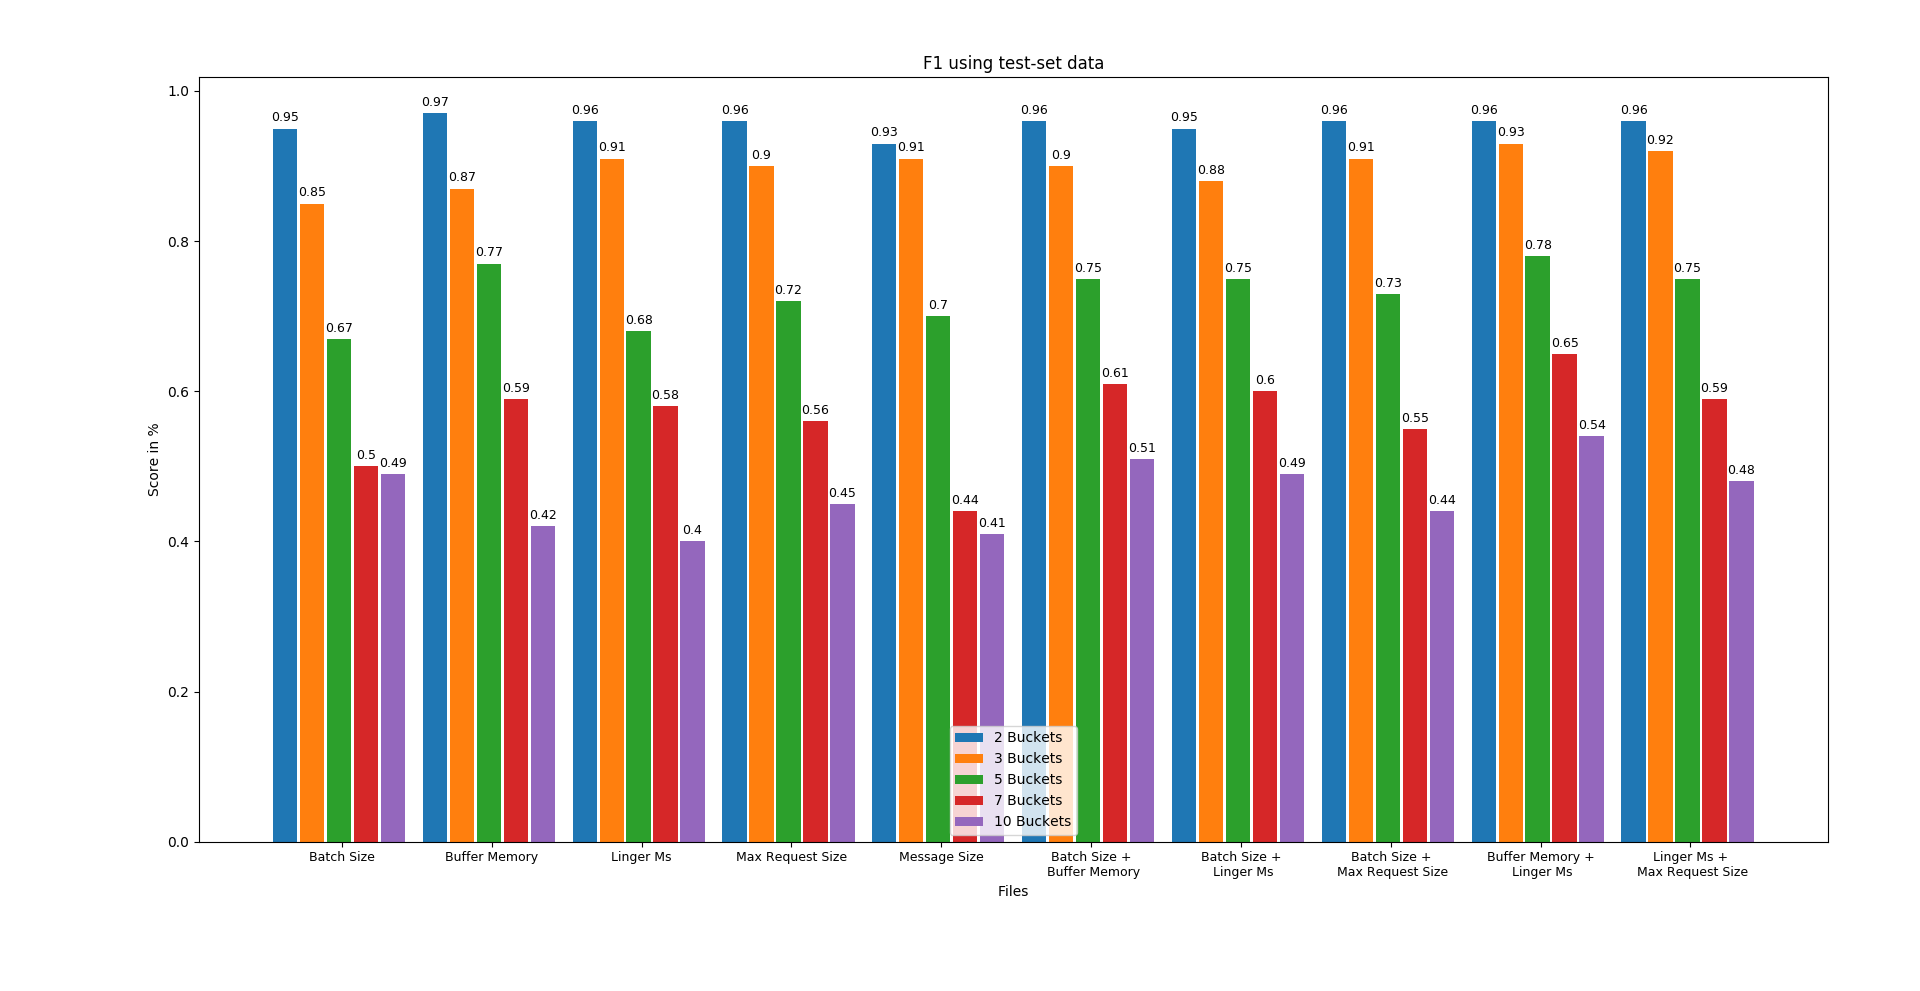 F1 using test-set data
Score in %
1.0
0.8
0.6
0.4
0.2
0.0
0.95 0.85 0.67 0.5 0.49
0.97 0.87 0.77 0.59 0.42
0.96 0.91 0.68 0.58 0.4
0.96 0.9 0.72 0.56 0.45
0.93 0.91 0.7 0.44 0.41
0.96 0.9 0.75 0.61 0.51
0.95 0.88 0.75 0.6 0.49
0.96 0.91 0.73 0.55 0.44
0.96 0.93 0.78 0.65 0.54
0.96 0.92 0.75 0.59 0.48
2 Buckets
3 Buckets
5 Buckets
7 Buckets
10 Buckets
Batch Size
Buffer Memory
Linger Ms
Max Request Size
Message Size
Batch Size +
Buffer Memory
Batch Size +
Linger Ms
Batch Size +
Max Request Size
Buffer Memory +
Linger Ms
Linger Ms +
Max Request Size
Files